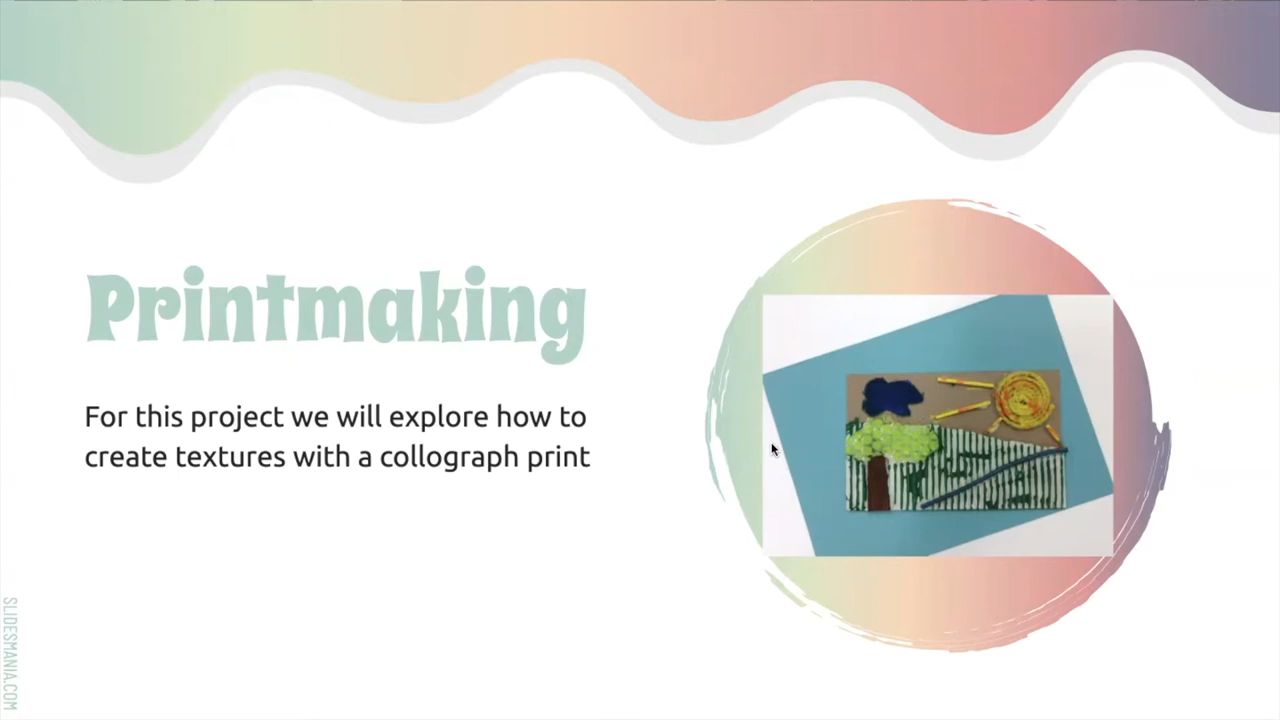 Printmaking
For this project we will explore how to
create textures with a collograph print
SLIDESMANIA.COM